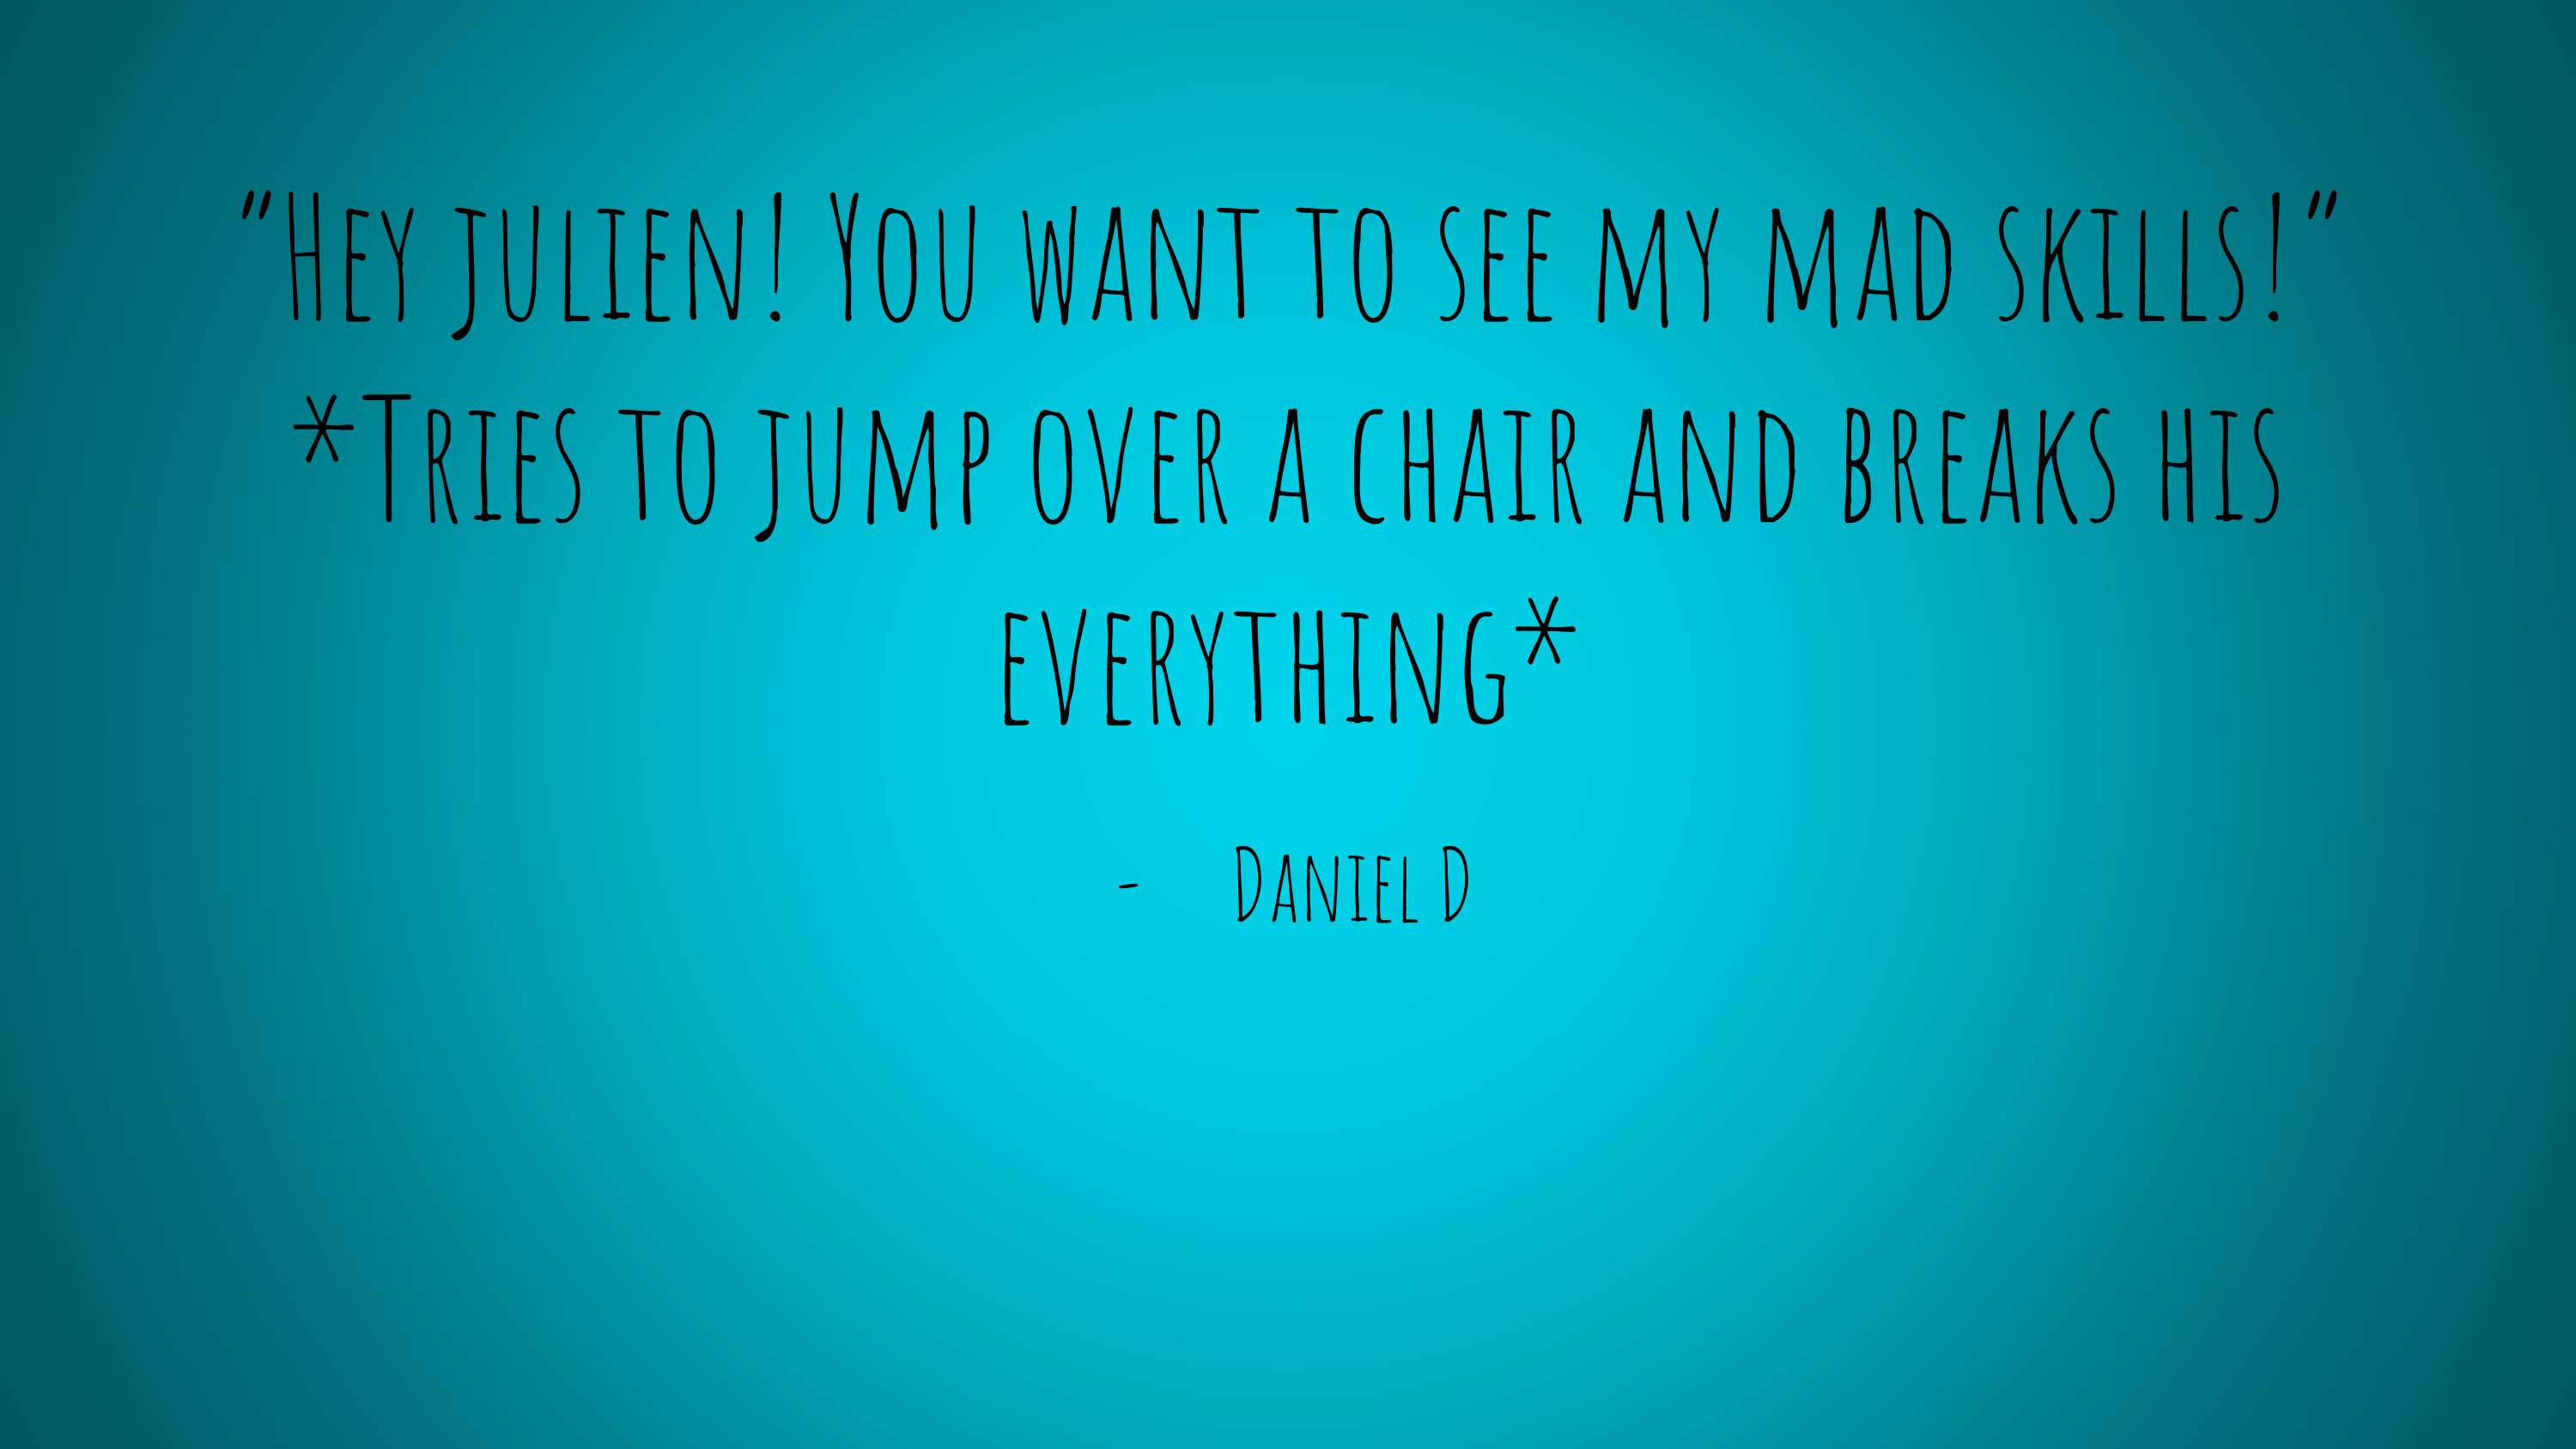 "Hey julien! You want to see my mad skills!"
*Tries to jump over a chair and breaks his
everything*
- Daniel D